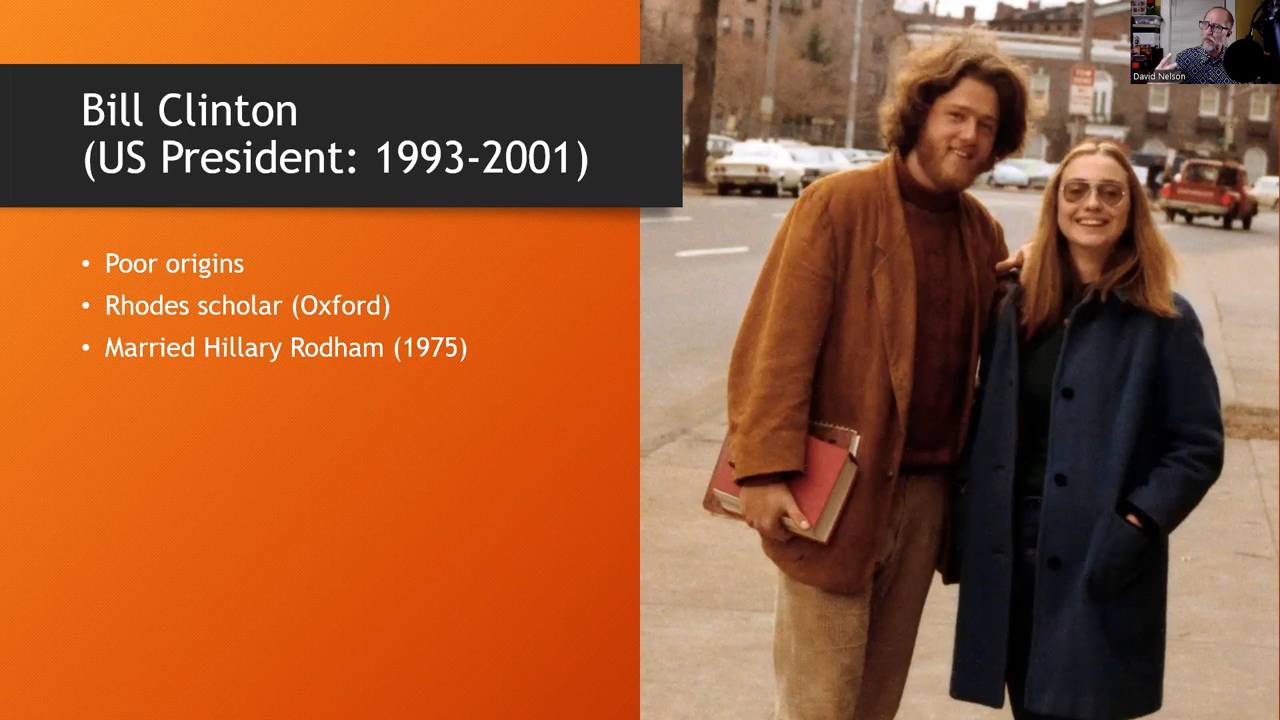 Bill Clinton
(US President: 1993-2001)
• Poor origins
• Rhodes scholar (Oxford)
• Married Hillary Rodham (1975)
David Nelson